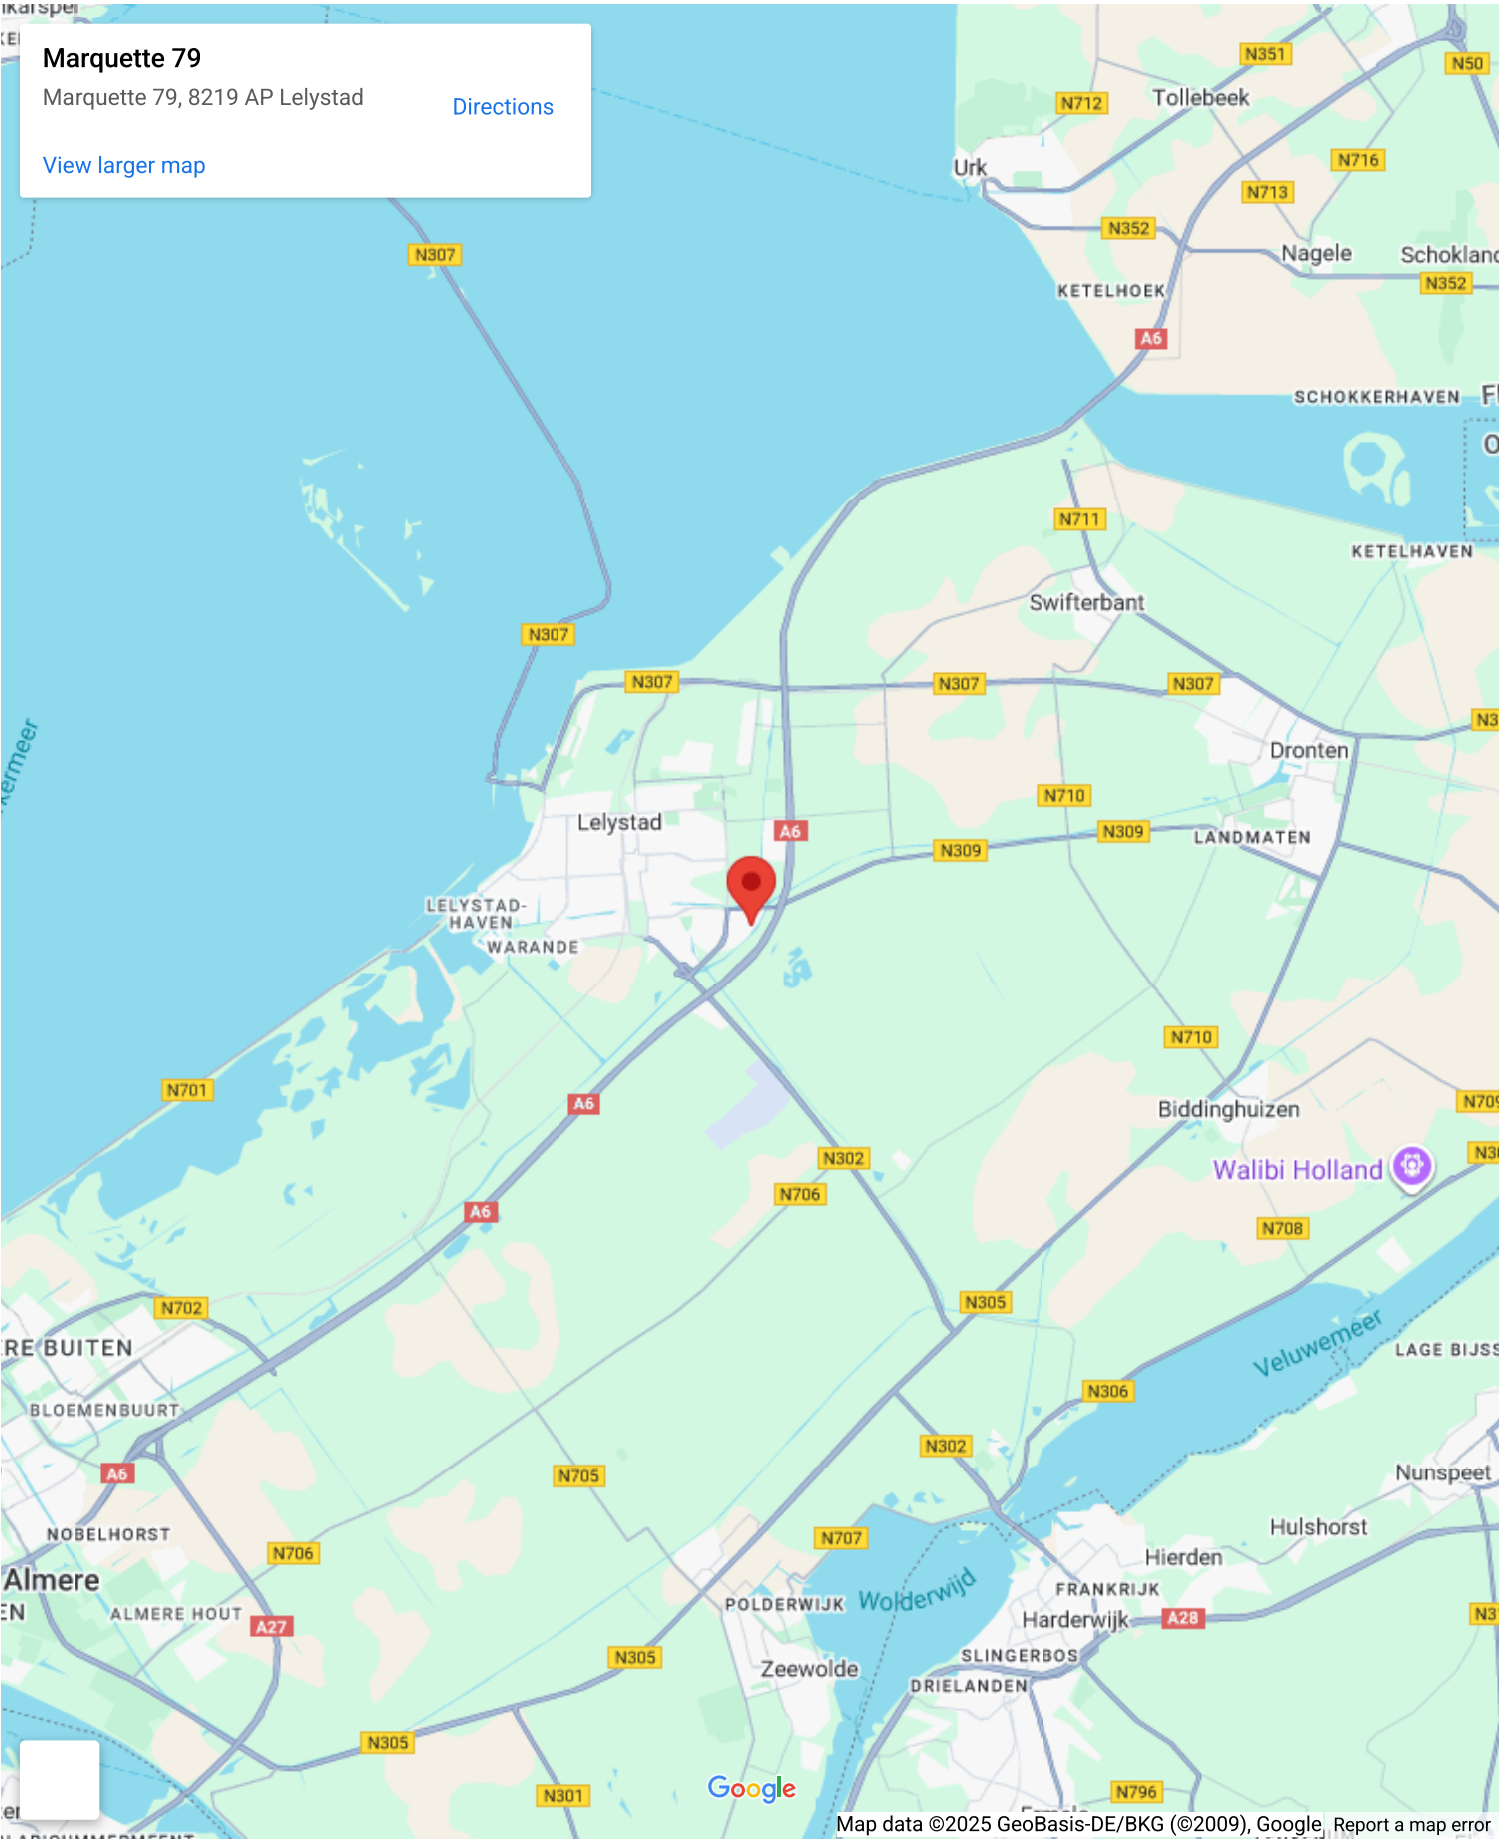 Marquette 79
Marquette 79, 8219 AP Lelystad
Directions
View larger map
N351
N50
N712
Tollebeek
Urk
N716
N713
N352
N307
Nagele
N352
KETELHOEK
A6
SCHOKKERHAVEN
N711
KETELHAVEN
Swifterbant
N307
N307
N307
N307
Dronten
N710
Lelystad
A6
N309
N309
LANDMATEN
LELYSTAD-
HAVEN
WARANDE
N710
N701
A6
Biddinghuizen
N302
Walibi Holland
N706
A6
N708
N305
N702
Veluwemeer
BUITEN
BLOEMENBUURT
N306
N302
A6
N705
Nunspeet
NOBELHORST
N707
Hulshorst
N706
Hierden
Almere
Wolderwijd
FRANKRIJK
POLDERWIJK
ALMERE HOUT
Harderwijk
A28
A27
N305
SLINGERBOS
Zeewolde
DRIELANDEN
N305
N301
Google
N796
Map data ©2025 GeoBasis-DE/BKG (©2009), Google
Report a map error